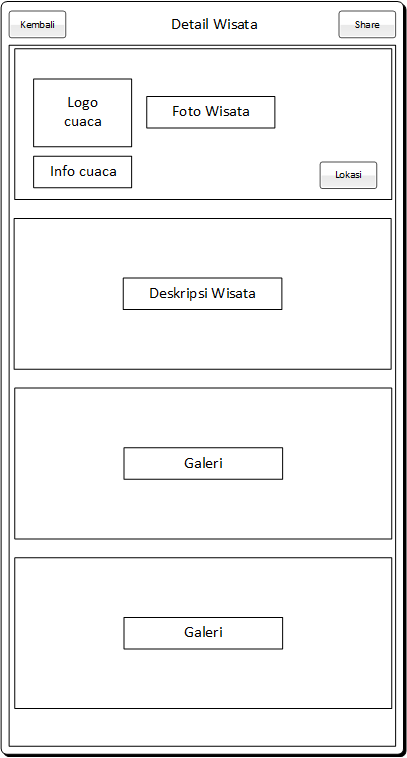 Kembali
Detail Wisata
Share
Logo
cuaca
Foto Wisata
Info cuaca
Lokasi
Deskripsi Wisata
Galeri
Galeri